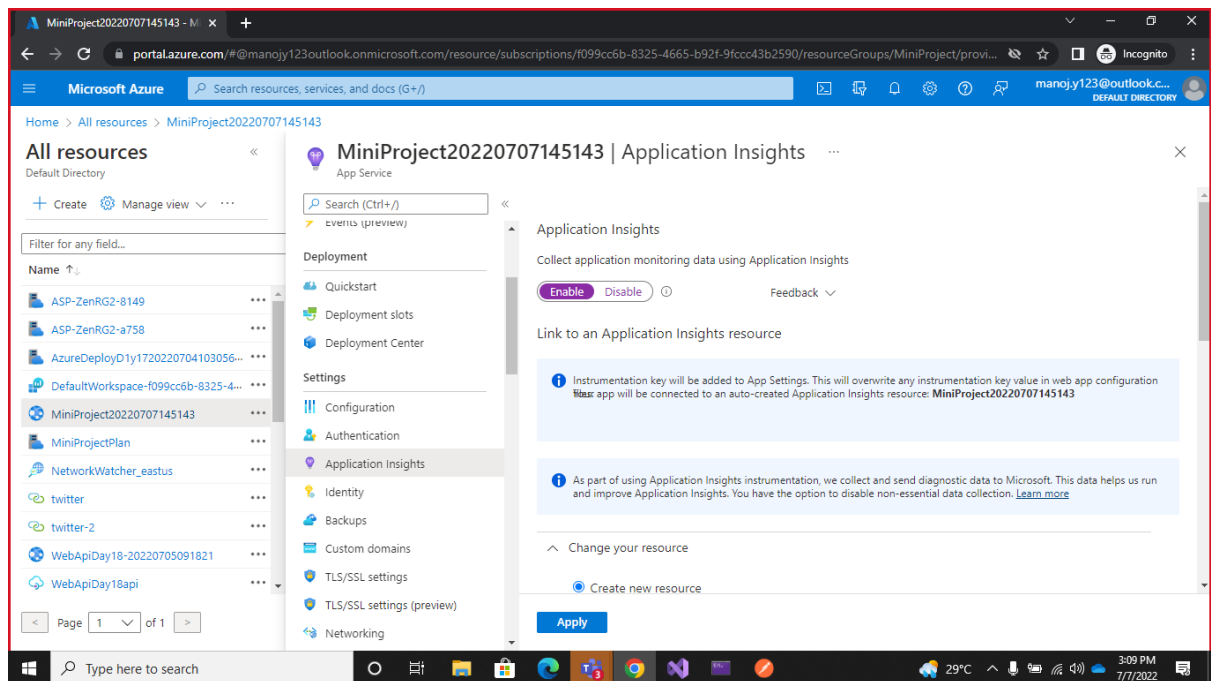 MiniProject20220707145143 - Mi
portal.azure.com/#@manojy123outlook.onmicrosoft.com/resource/subscriptions/f099cc6b-8325-4665-b92f-9fccc43b2590/resourceGroups/MiniProject/provi...
Incognito
Microsoft Azure
Search resources, services, and docs (G+/)
manoj.y123@outlook.c...
DEFAULT DIRECTORY
Home > All resources > MiniProject20220707145143
All resources
Default Directory
Create
Manage view
Filter for any field...
Name
ASP-ZenRG2-8149
ASP-ZenRG2-a758
AzureDeployD1y1720220704103056...
DefaultWorkspace-f099cc6b-8325-4...
MiniProject20220707145143
MiniProjectPlan
NetworkWatcher_eastus
twitter
twitter-2
WebApiDay18-20220705091821
WebApiDay18api
Page 1 of 1
MiniProject20220707145143 | Application Insights
App Service
Search (Ctrl+/)
Events (preview)
Deployment
Quickstart
Deployment slots
Deployment Center
Settings
Configuration
Authentication
Application Insights
Identity
Backups
Custom domains
TLS/SSL settings
TLS/SSL settings (preview)
Networking
Application Insights
Collect application monitoring data using Application Insights
Enable Disable
Feedback
Link to an Application Insights resource
Instrumentation key will be added to App Settings. This will overwrite any instrumentation key value in web app configuration
app will be connected to an auto-created Application Insights resource: MiniProject20220707145143
As part of using Application Insights instrumentation, we collect and send diagnostic data to Microsoft. This data helps us run
and improve Application Insights. You have the option to disable non-essential data collection. Learn more
Change your resource
Create new resource
Apply
Type here to search
3
29°C
3:09 PM
7/7/2022